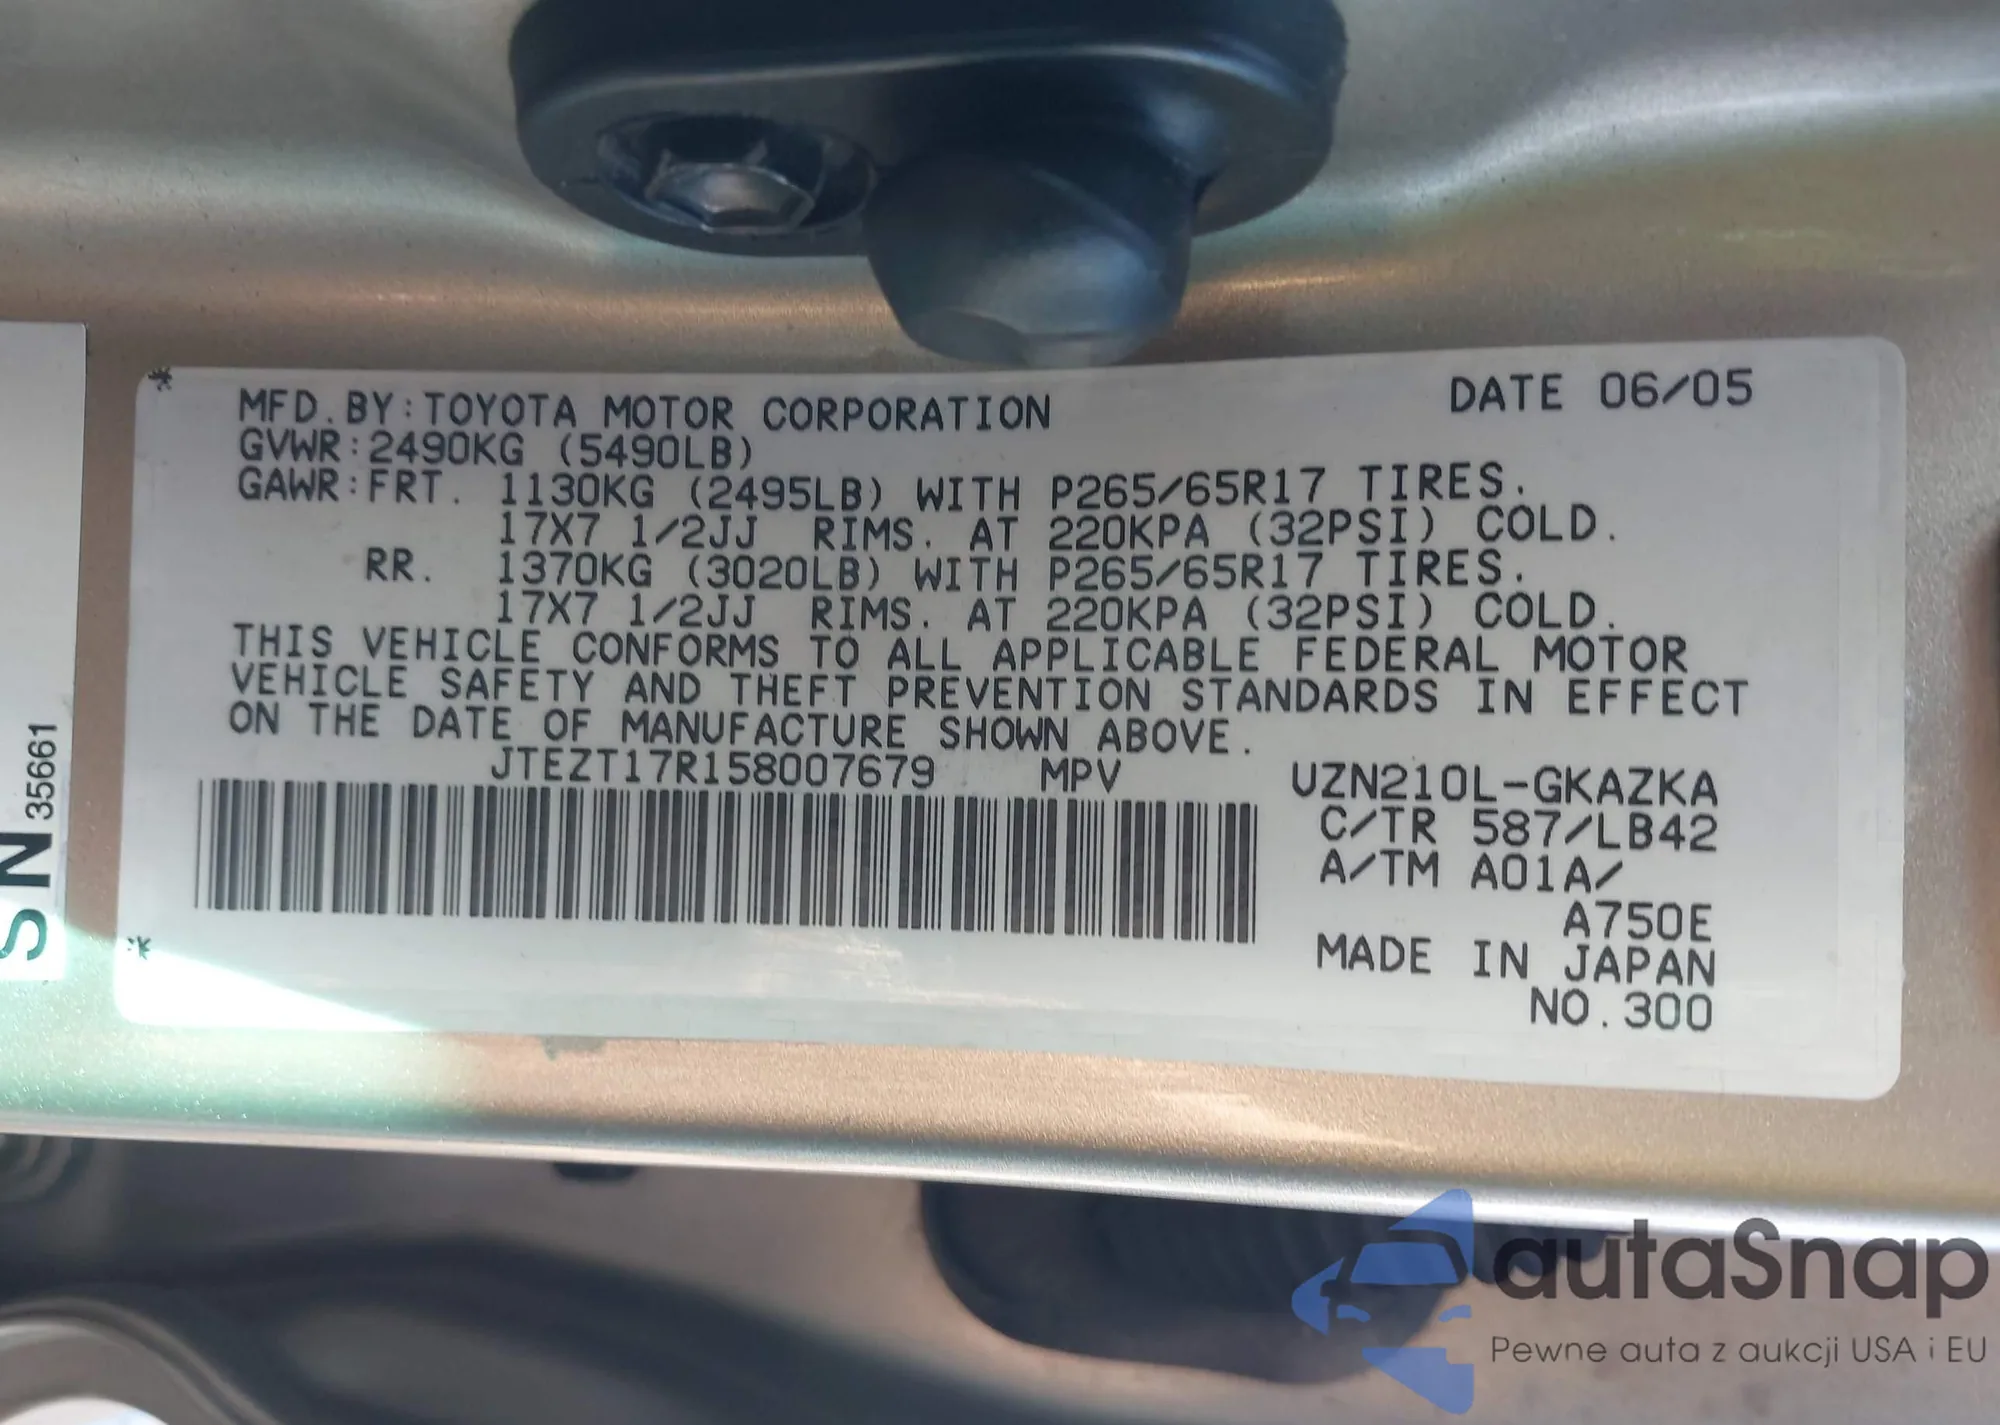 MFD.BY:TOYOTA MOTOR CORPORATION DATE 06/05
GVWR:2490KG (5490LB)
GAWR:FRT. 1130KG (2495LB) WITH P265/65R17 TIRES.
17X7 1/2JJ RIMS. AT 220KPA (32PSI) COLD.
RR. 1370KG (3020LB) WITH P265/65R17 TIRES.
17X7 1/2JJ RIMS. AT 220KPA (32PSI) COLD.
THIS VEHICLE CONFORMS TO ALL APPLICABLE FEDERAL MOTOR
VEHICLE SAFETY AND THEFT PREVENTION STANDARDS IN EFFECT
ON THE DATE OF MANUFACTURE SHOWN ABOVE.
JTEZT17R158007679 MPV UZN210L-GKAZKA
C/TR 587/LB42
A/TM A01A/
A750E
MADE IN JAPAN
NO.300
SN
35661
autaSnap
Pewne auta z aukcji USA i EU